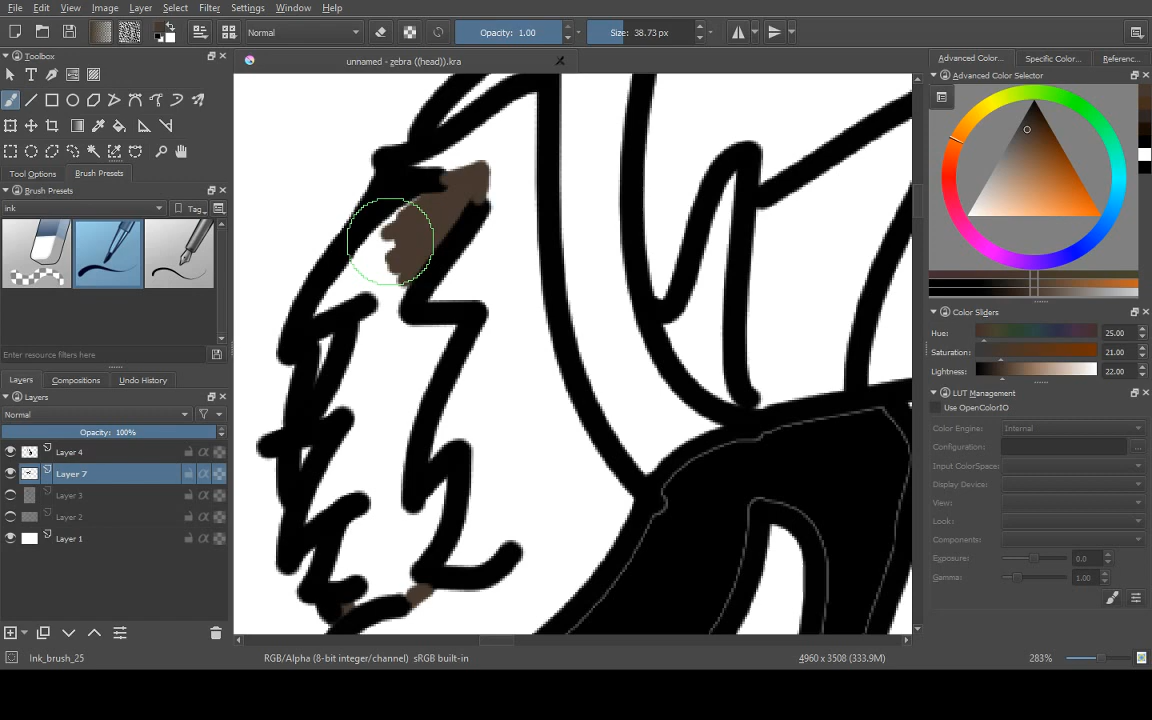 File Edit View Image Layer Select Filter Settings Window Help
Normal Opacity: 1.00 Size: 38.73 px
Toolbox
unnamed - zebra ((head)).kra
Tool Options Brush Presets
Brush Presets
ink Tag
Enter resource filters here
Layers Compositions Undo History
Layers
Normal
Opacity: 100%
Layer 4
Layer 7
Layer 3
Layer 2
Layer 1
Advanced Color... Specific Color... Referenc...
Advanced Color Selector
Color Sliders
Hue: 25.00
Saturation: 21.00
Lightness: 22.00
LUT Management
Use OpenColorIO
Color Engine: Internal
Configuration: ...
Input ColorSpace:
Display Device:
View:
Look:
Components:
Exposure: 0.0
Gamma: 1.00
Ink_brush_25 RGB/Alpha (8-bit integer/channel) sRGB built-in 4960 x 3508 (333.9M) 283%